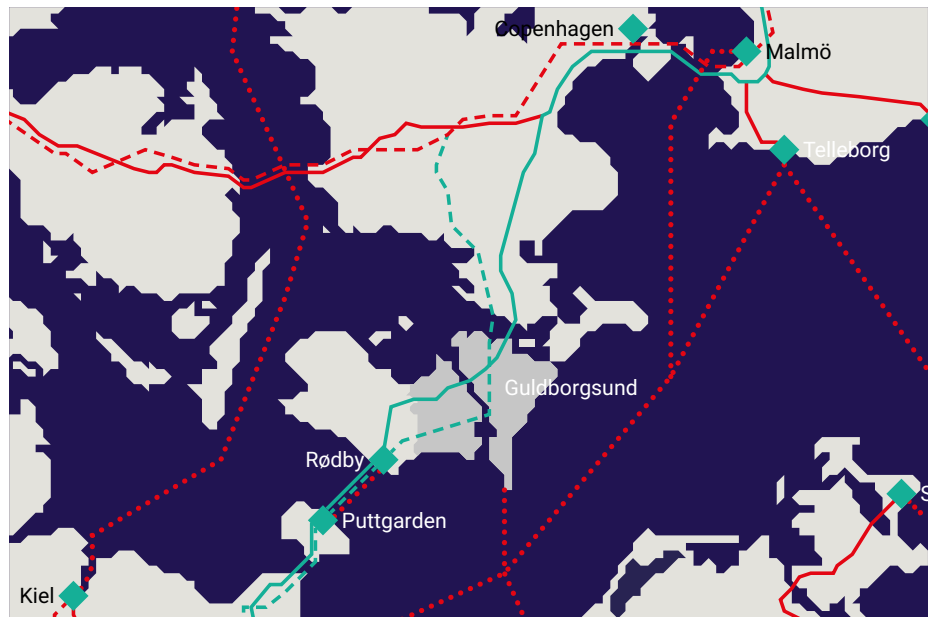 Copenhagen
Malmö
Telleborg
Guldborgsund
Rødby
Puttgarden
S
Kiel